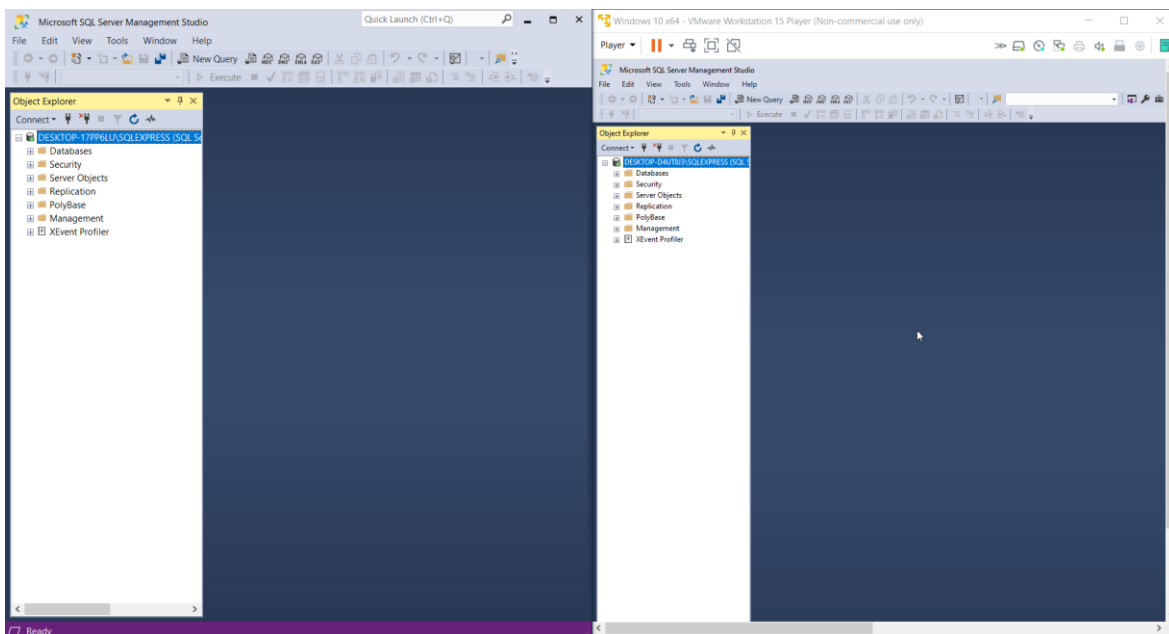 Microsoft SQL Server Management Studio
Quick Launch (Ctrl+Q)
File Edit View Tools Window Help
New Query
Execute
Object Explorer
Connect
DESKTOP-17PP6LU\SQLEXPRESS (SQL Se
Databases
Security
Server Objects
Replication
PolyBase
Management
XEvent Profiler
Ready
Windows 10 x64 - VMware Workstation 15 Player (Non-commercial use only)
Player
Microsoft SQL Server Management Studio
File Edit View Tools Window Help
New Query
Execute
Object Explorer
Connect
DESKTOP-D4UT8J3\SQLEXPRESS (SQL S
Databases
Security
Server Objects
Replication
PolyBase
Management
XEvent Profiler